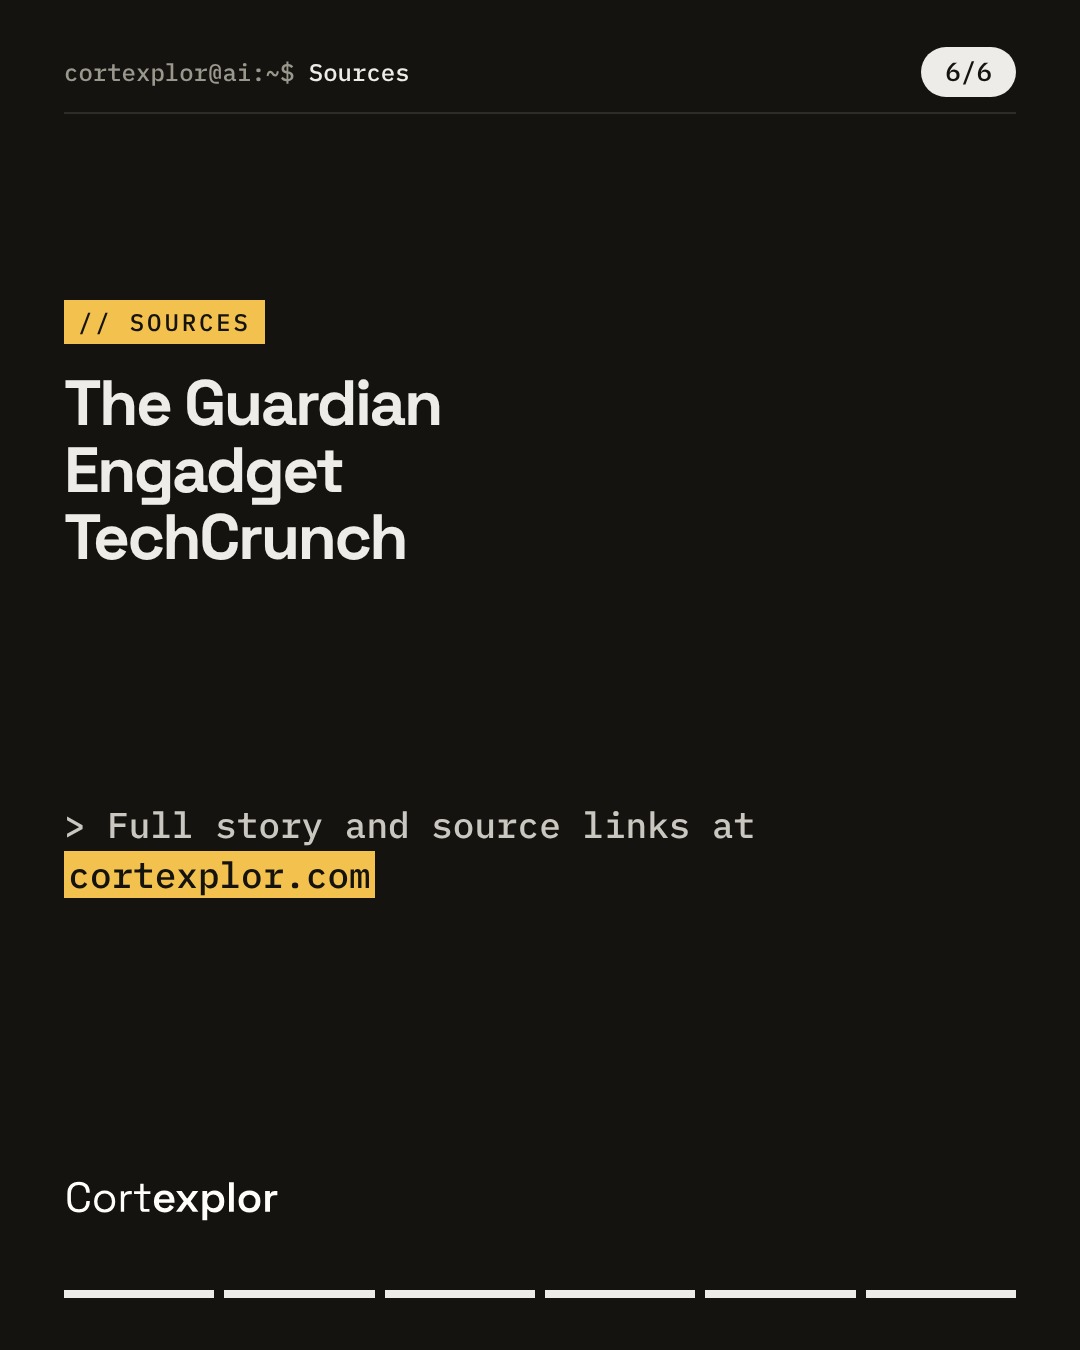 cortexplor@ai:~$ Sources
6/6
// SOURCES
The Guardian
Engadget
TechCrunch
> Full story and source links at
cortexplor.com
Cortexplor